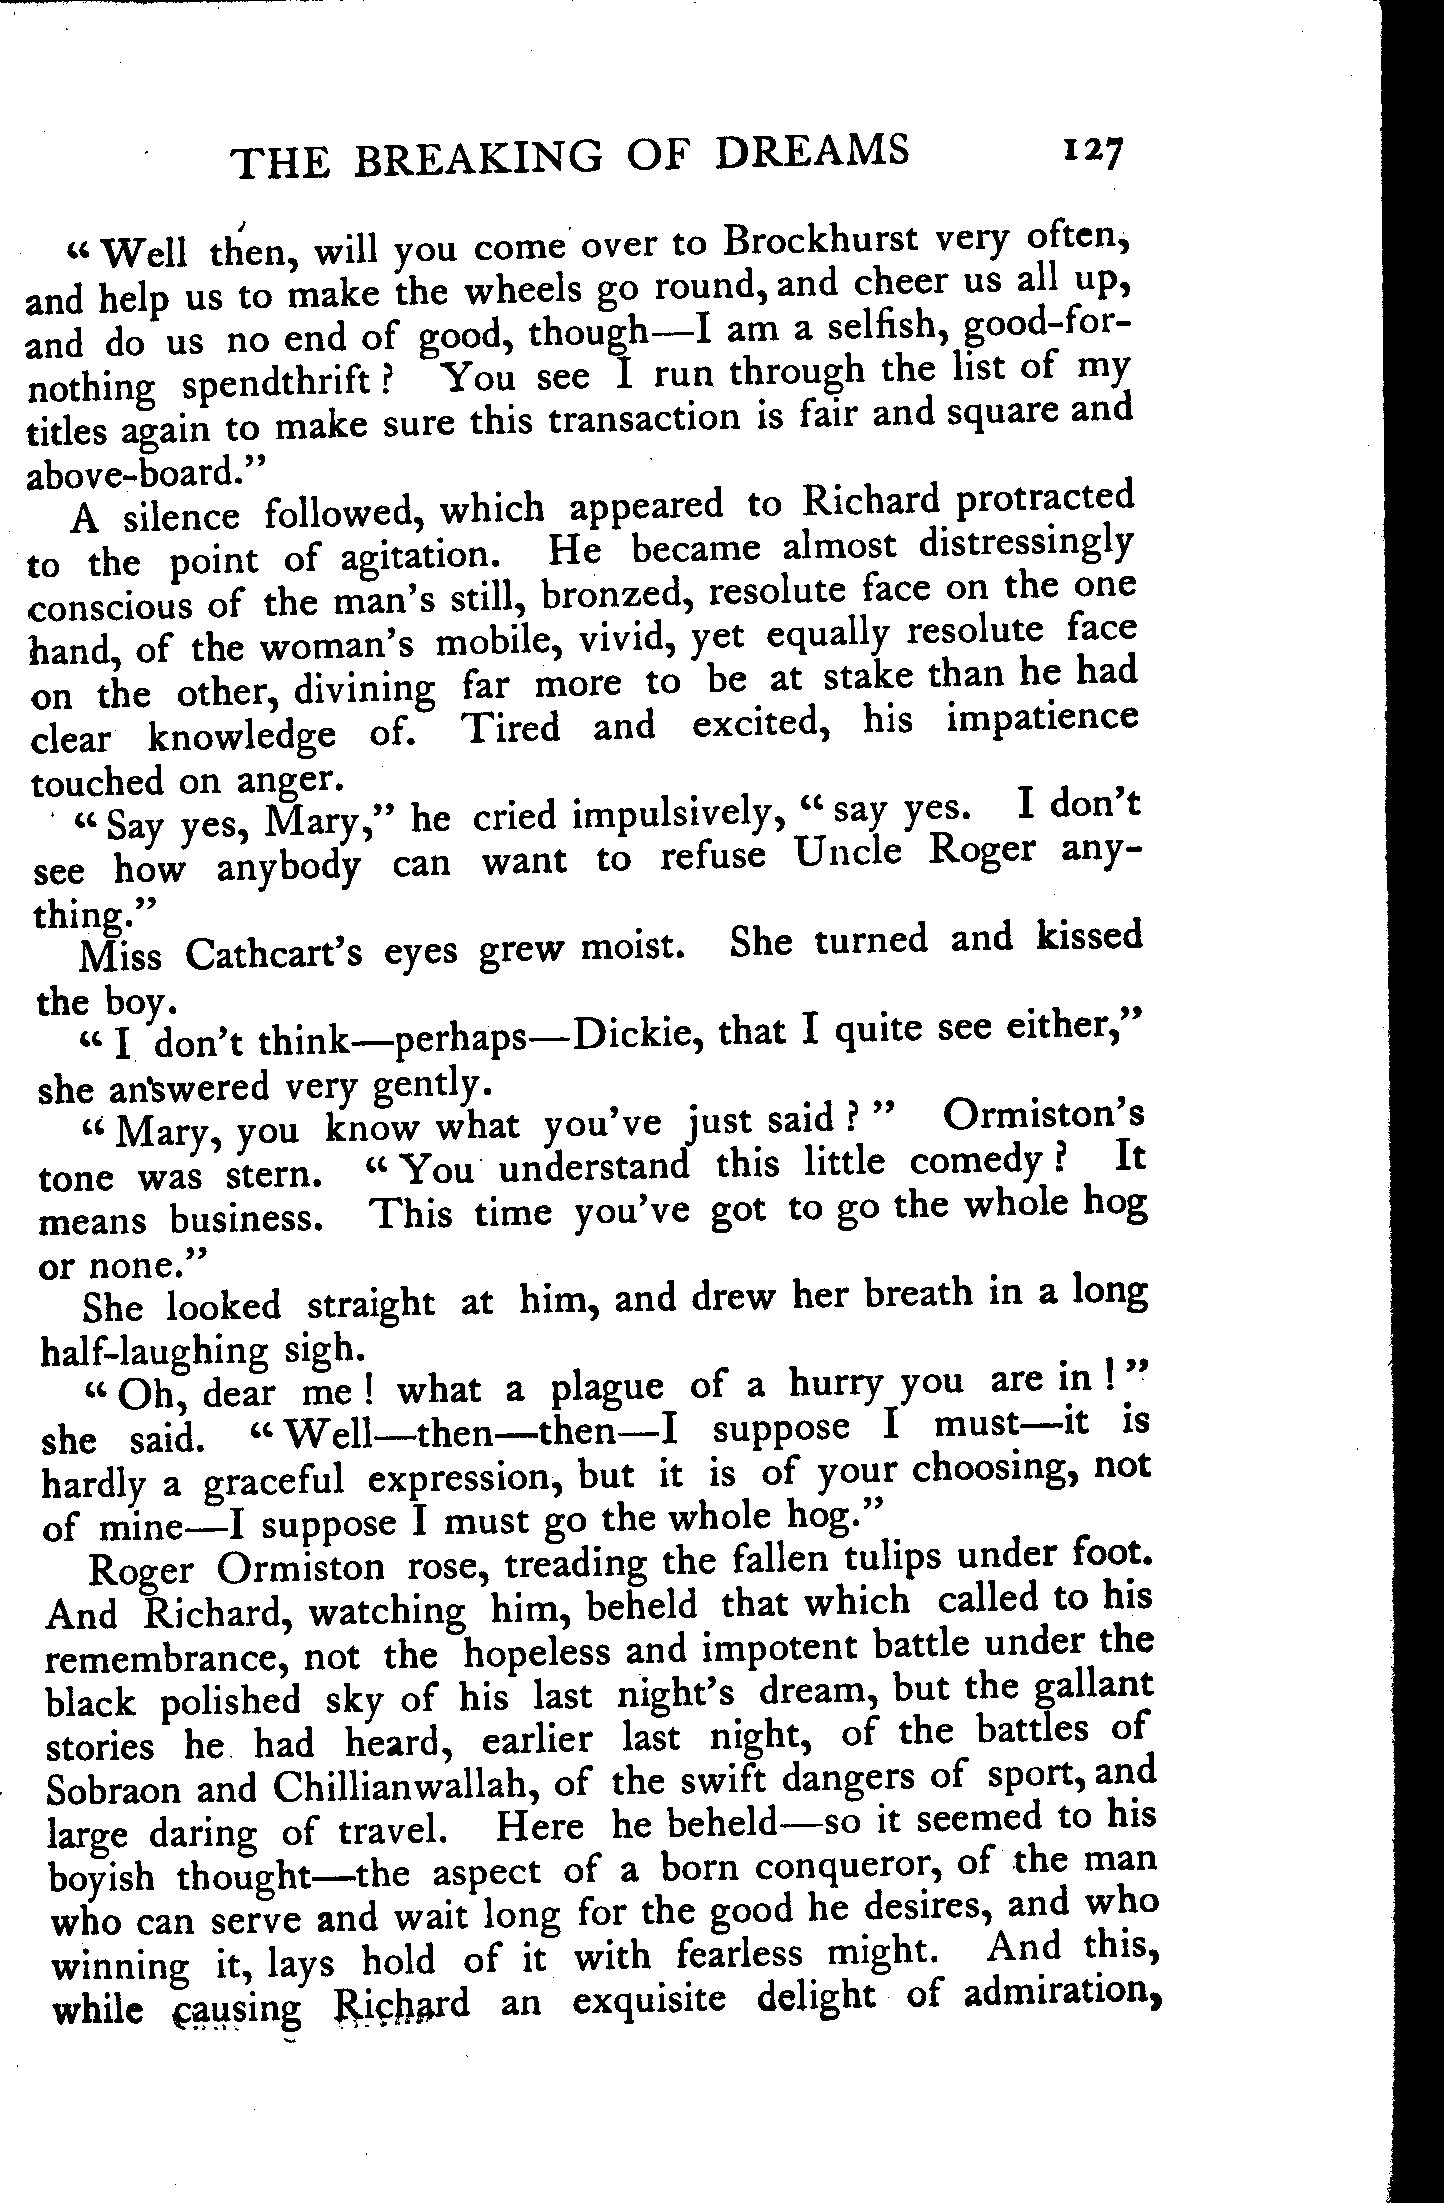 THE BREAKING OF DREAMS 127
“Well then, will you come over to Brockhurst very often,
and help us to make the wheels go round, and cheer us all up,
and do us no end of good, though—I am a selfish, good-for-
nothing spendthrift? You see I run through the list of my
titles again to make sure this transaction is fair and square and
above-board.”
A silence followed, which appeared to Richard protracted
to the point of agitation. He became almost distressingly
conscious of the man's still, bronzed, resolute face on the one
hand, of the woman's mobile, vivid, yet equally resolute face
on the other, divining far more to be at stake than he had
clear knowledge of. Tired and excited, his impatience
touched on anger.
“Say yes, Mary,” he cried impulsively, “say yes. I don't
see how anybody can want to refuse Uncle Roger any-
thing.”
Miss Cathcart's eyes grew moist. She turned and kissed
the boy.
“I don't think—perhaps—Dickie, that I quite see either,”
she answered very gently.
“Mary, you know what you've just said?” Ormiston's
tone was stern. “You understand this little comedy? It
means business. This time you've got to go the whole hog
or none.”
She looked straight at him, and drew her breath in a long
half-laughing sigh.
“Oh, dear me! what a plague of a hurry you are in!”
she said. “Well—then—then—I suppose I must—it is
hardly a graceful expression, but it is of your choosing, not
of mine—I suppose I must go the whole hog.”
Roger Ormiston rose, treading the fallen tulips under foot.
And Richard, watching him, beheld that which called to his
remembrance, not the hopeless and impotent battle under the
black polished sky of his last night's dream, but the gallant
stories he had heard, earlier last night, of the battles of
Sobraon and Chillianwallah, of the swift dangers of sport, and
large daring of travel. Here he beheld—so it seemed to his
boyish thought—the aspect of a born conqueror, of the man
who can serve and wait long for the good he desires, and who
winning it, lays hold of it with fearless might. And this,
while causing Richard an exquisite delight of admiration,